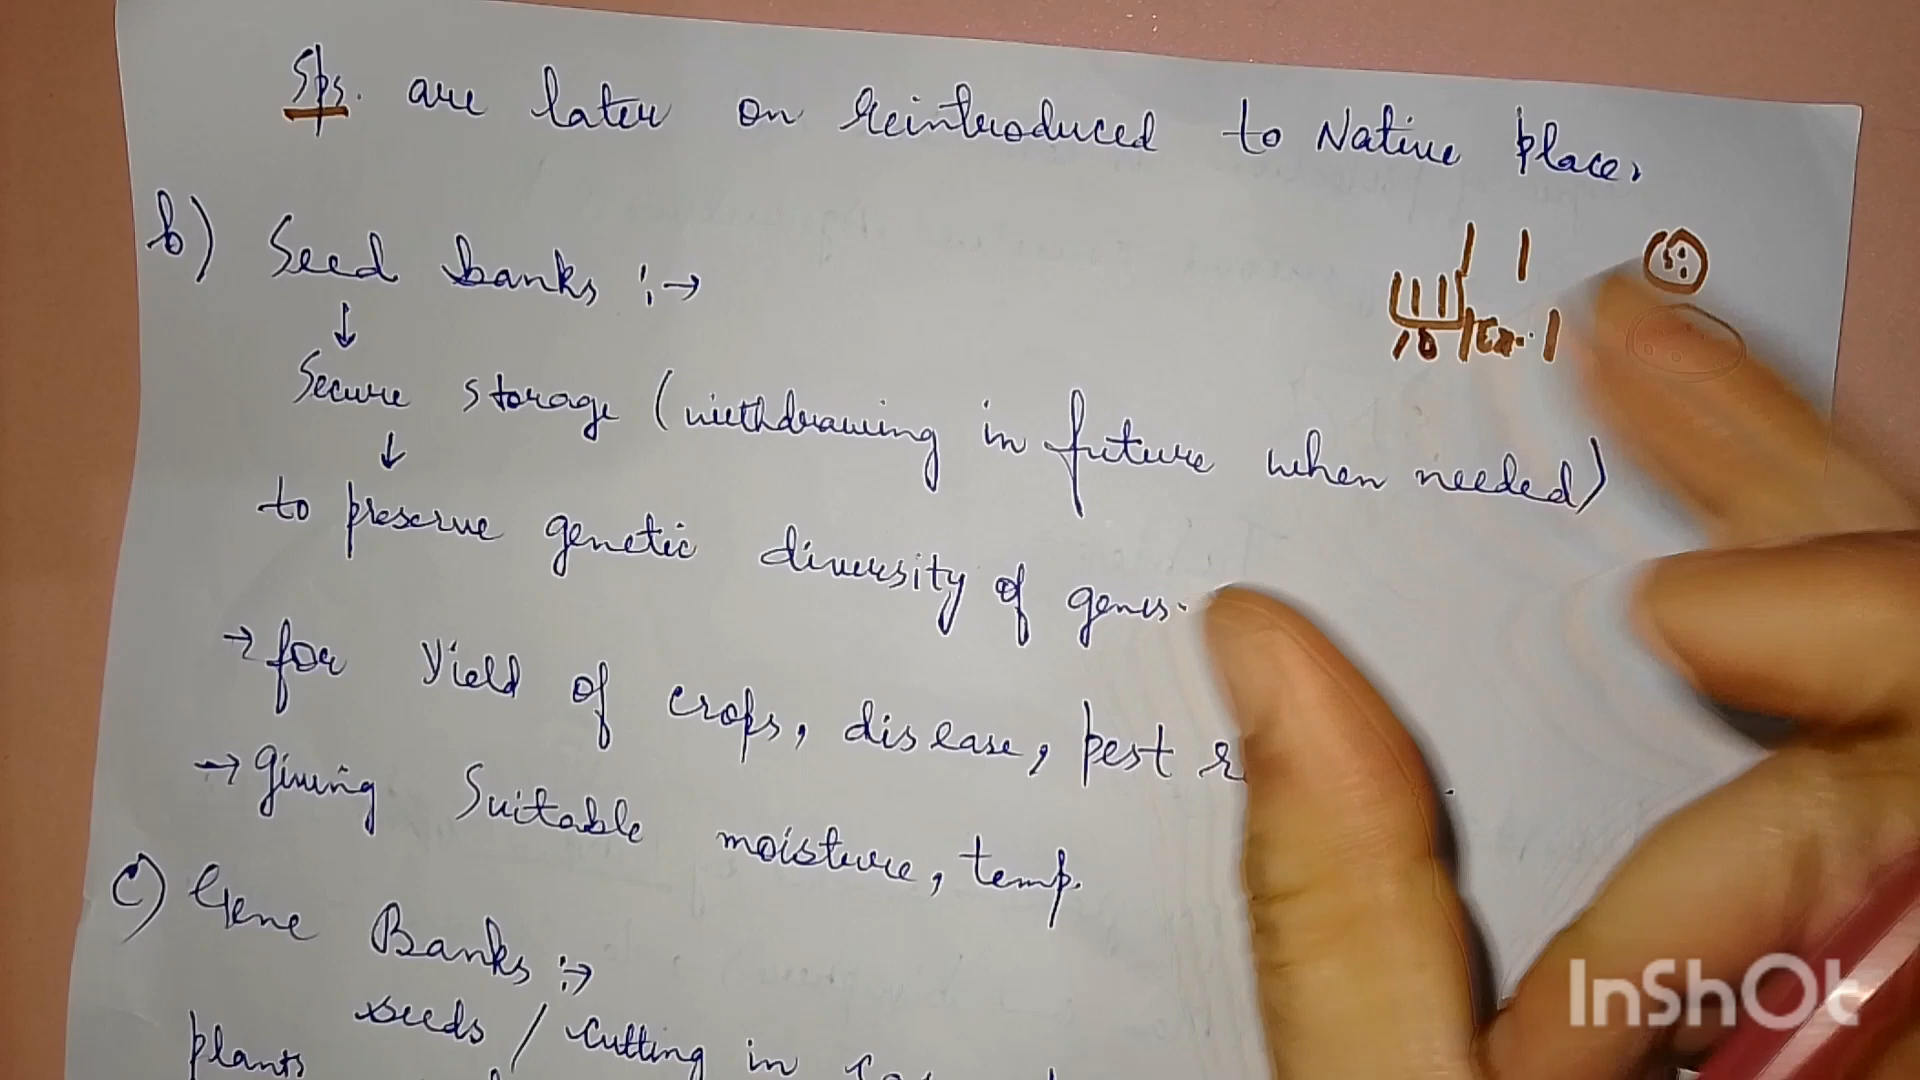 Sps. are later on reintroduced to Native place.
b) Seed banks :→
↓
Secure storage (withdrawing in future when needed)
↓
to preserve genetic diversity of genes.
→ for Yield of crops, disease, pest
→ Giving Suitable moisture, temp.
C) Gene Banks :→
seeds / cutting in
plants
InShOt